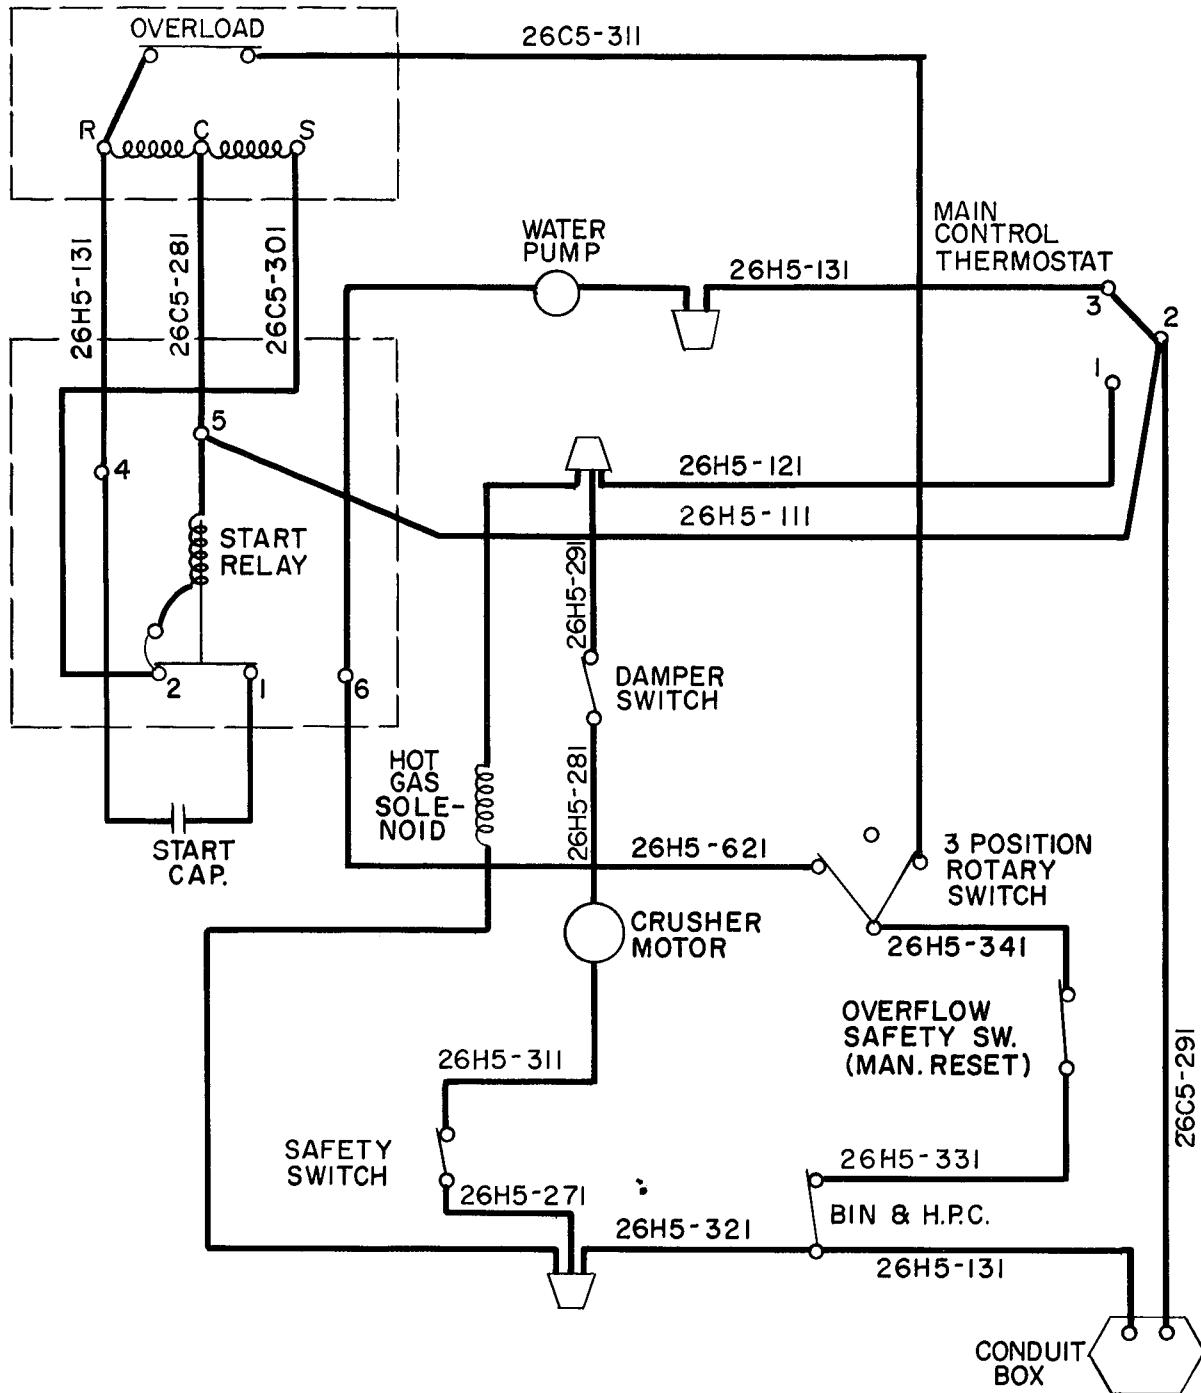 OVERLOAD
26C5-311
R
C
S
26H5-131
26C5-281
26C5-301
WATER
PUMP
26H5-131
MAIN
CONTROL
THERMOSTAT
3
2
1
5
4
26H5-121
26H5-111
START
RELAY
26H5-291
2
1
6
DAMPER
SWITCH
HOT
GAS
SOLE-
NOID
26H5-281
START
CAP.
26H5-621
3 POSITION
ROTARY
SWITCH
CRUSHER
MOTOR
26H5-341
OVERFLOW
SAFETY SW.
(MAN. RESET)
26H5-311
26C5-291
SAFETY
SWITCH
26H5-331
26H5-271
BIN & H.P.C.
26H5-321
26H5-131
CONDUIT
BOX